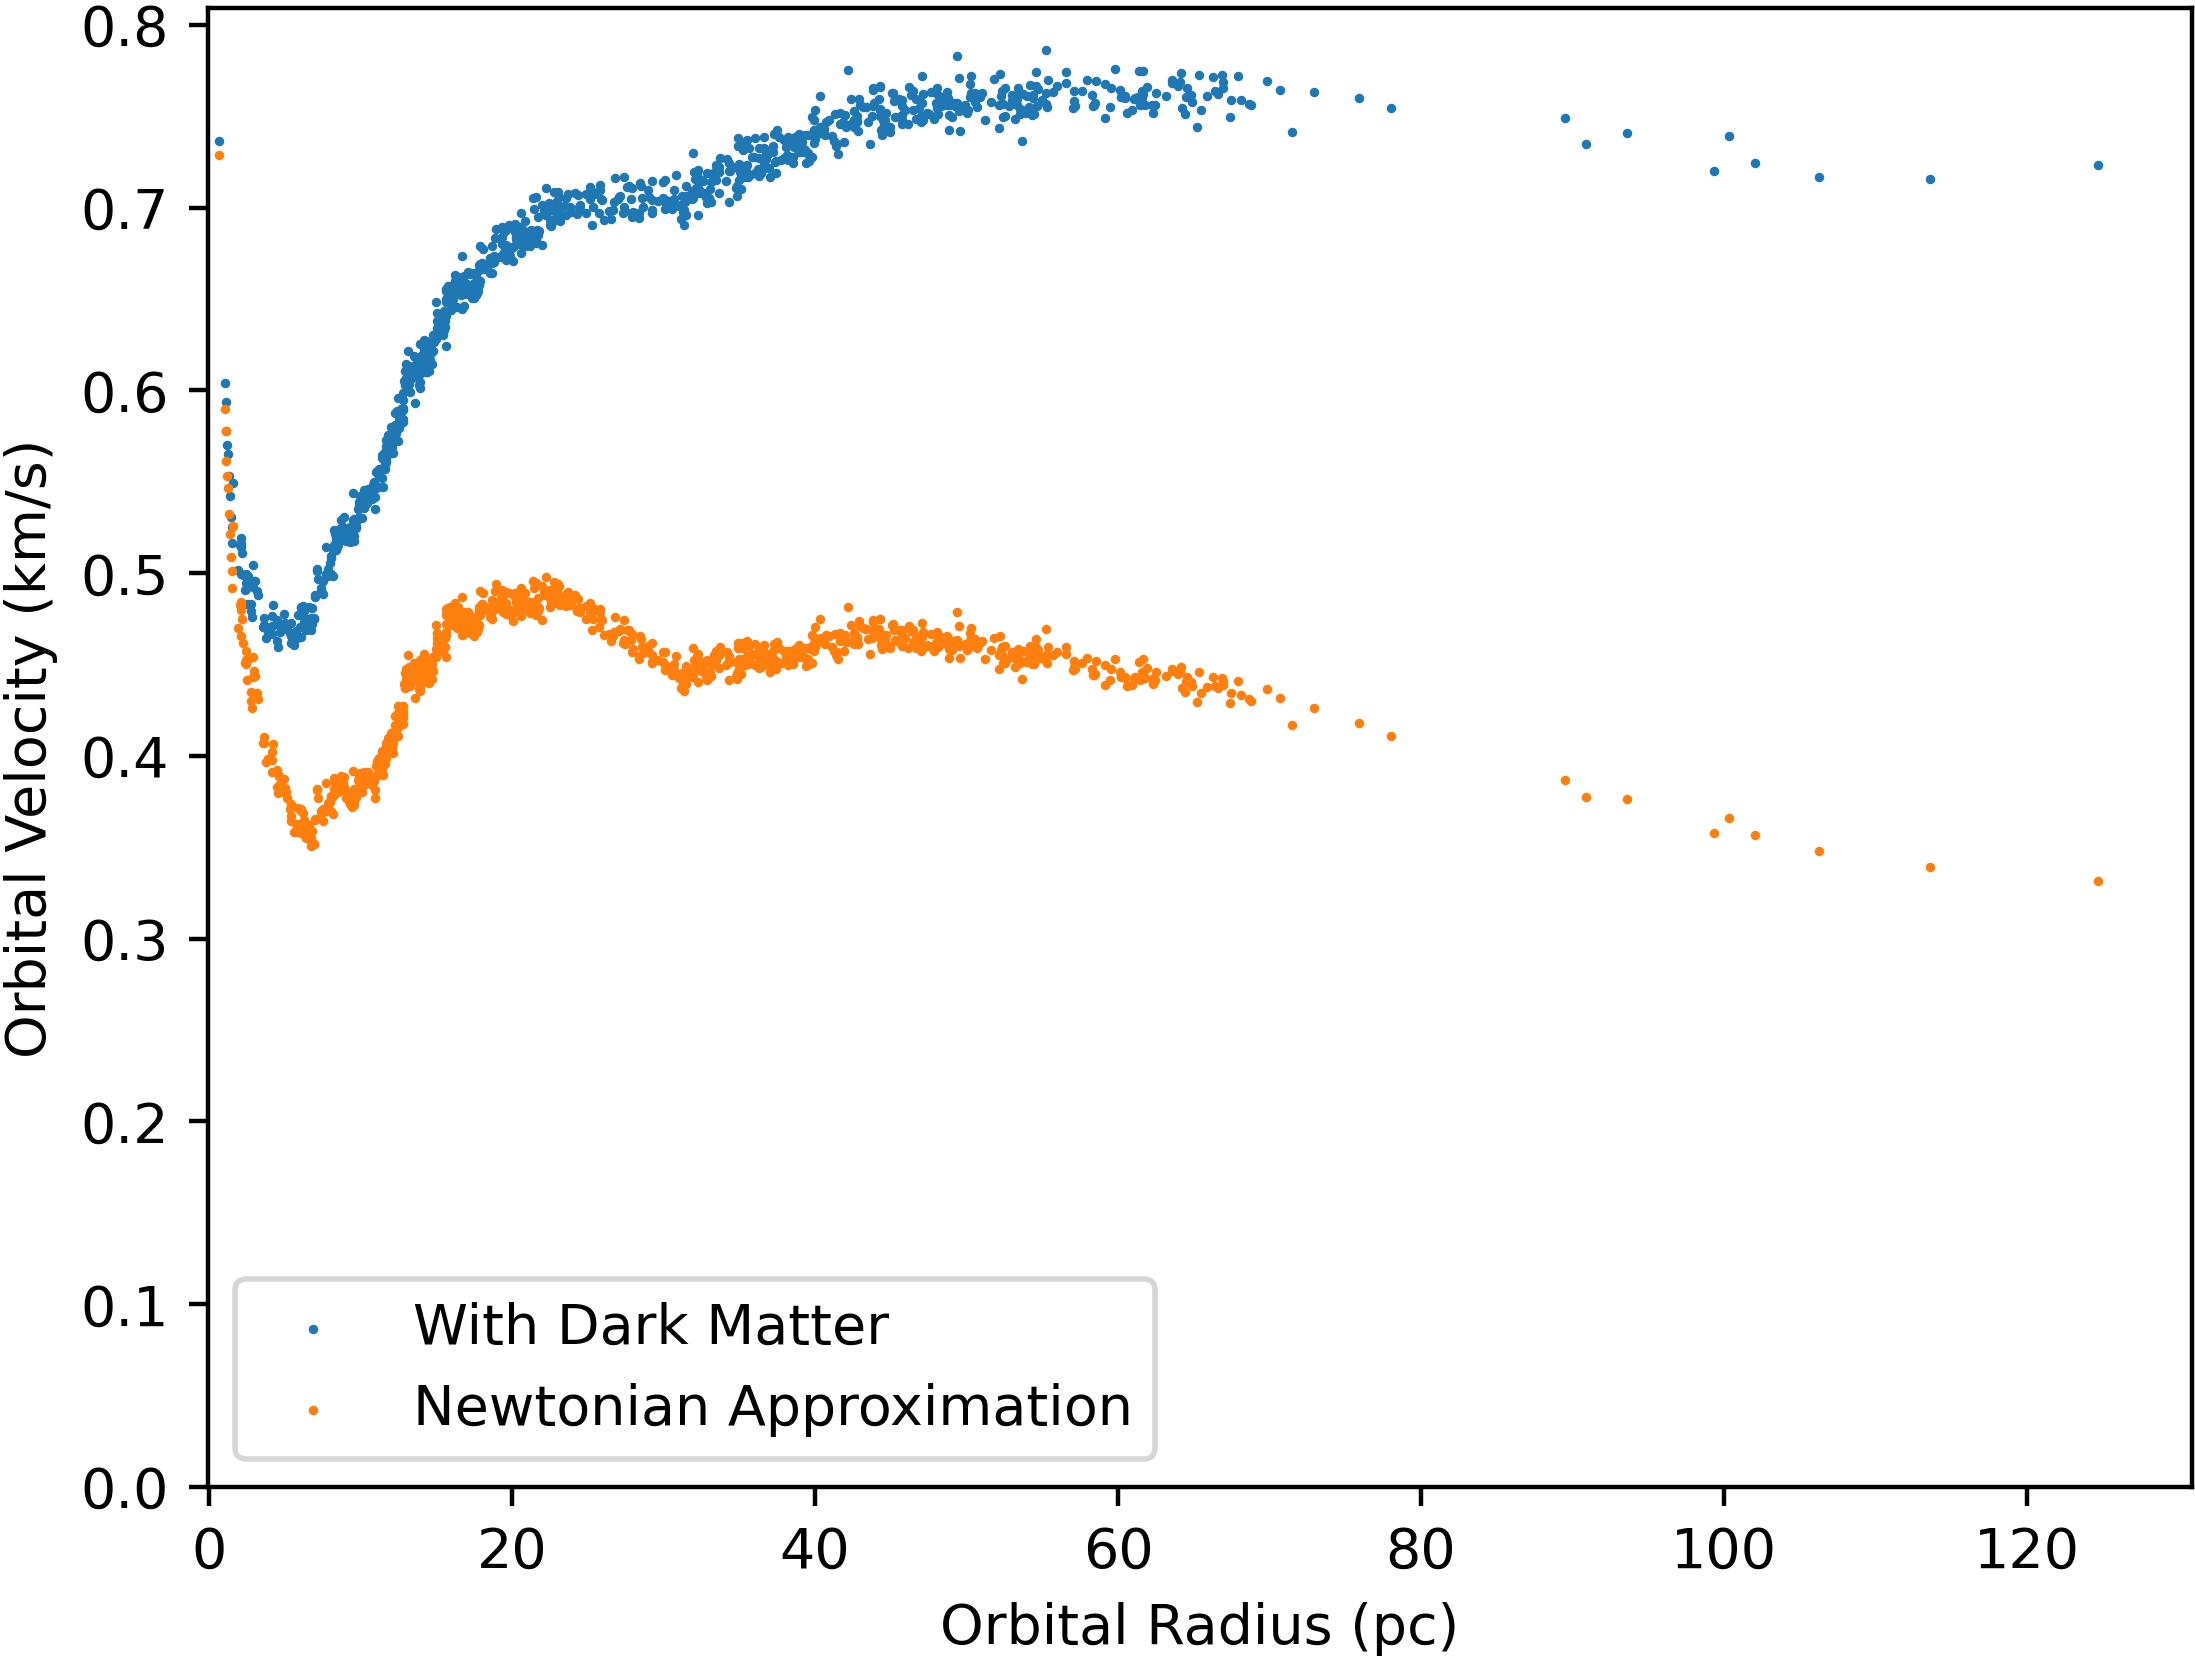 0.8
0.7
0.6
0.5
0.4
0.3
0.2
0.1
0.0
Orbital Velocity (km/s)
With Dark Matter
Newtonian Approximation
0 20 40 60 80 100 120
Orbital Radius (pc)